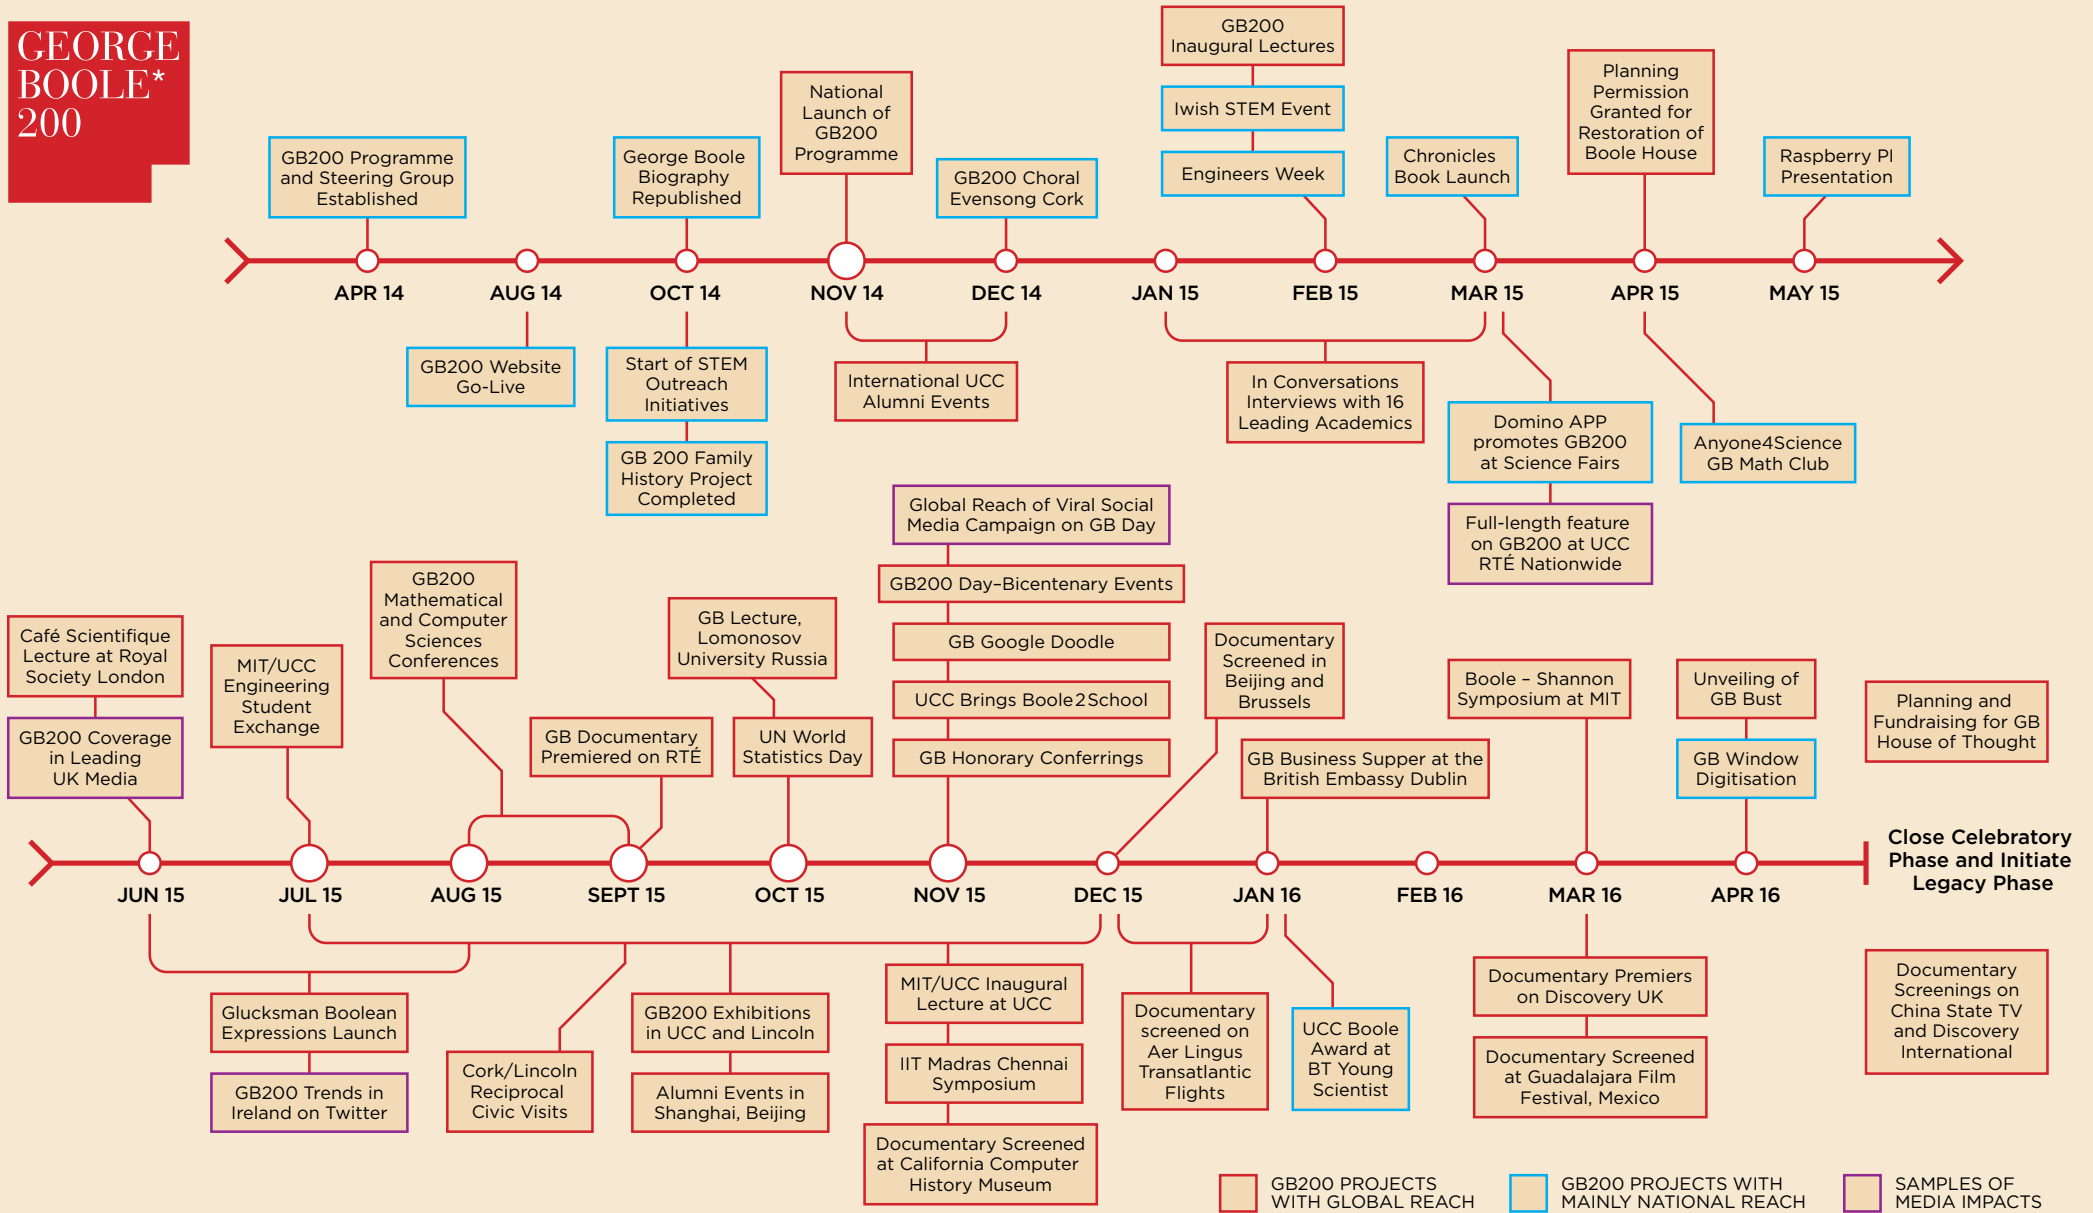 GEORGE
BOOLE*
200
GB200 Programme
and Steering Group
Established
George Boole
Biography
Republished
National
Launch of
GB200
Programme
GB200 Choral
Evensong Cork
GB200
Inaugural Lectures
Iwish STEM Event
Engineers Week
Chronicles
Book Launch
Planning
Permission
Granted for
Restoration of
Boole House
Raspberry PI
Presentation
APR 14
AUG 14
OCT 14
NOV 14
DEC 14
JAN 15
FEB 15
MAR 15
APR 15
MAY 15
GB200 Website
Go-Live
Start of STEM
Outreach
Initiatives
GB 200 Family
History Project
Completed
International UCC
Alumni Events
In Conversations
Interviews with 16
Leading Academics
Domino APP
promotes GB200
at Science Fairs
Full-length feature
on GB200 at UCC
RTÉ Nationwide
Anyone4Science
GB Math Club
Café Scientifique
Lecture at Royal
Society London
GB200 Coverage
in Leading
UK Media
MIT/UCC
Engineering
Student
Exchange
GB200
Mathematical
and Computer
Sciences
Conferences
GB Documentary
Premiered on RTÉ
GB Lecture,
Lomonosov
University Russia
UN World
Statistics Day
Global Reach of Viral Social
Media Campaign on GB Day
GB200 Day–Bicentenary Events
GB Google Doodle
UCC Brings Boole2School
GB Honorary Conferrings
Documentary
Screened in
Beijing and
Brussels
GB Business Supper at the
British Embassy Dublin
Boole – Shannon
Symposium at MIT
Unveiling of
GB Bust
GB Window
Digitisation
Planning and
Fundraising for GB
House of Thought
Close Celebratory
Phase and Initiate
Legacy Phase
JUN 15
JUL 15
AUG 15
SEPT 15
OCT 15
NOV 15
DEC 15
JAN 16
FEB 16
MAR 16
APR 16
Glucksman Boolean
Expressions Launch
GB200 Trends in
Ireland on Twitter
Cork/Lincoln
Reciprocal
Civic Visits
GB200 Exhibitions
in UCC and Lincoln
Alumni Events in
Shanghai, Beijing
MIT/UCC Inaugural
Lecture at UCC
IIT Madras Chennai
Symposium
Documentary Screened
at California Computer
History Museum
Documentary
screened on
Aer Lingus
Transatlantic
Flights
UCC Boole
Award at
BT Young
Scientist
Documentary Premiers
on Discovery UK
Documentary Screened
at Guadalajara Film
Festival, Mexico
Documentary
Screenings on
China State TV
and Discovery
International
GB200 PROJECTS
WITH GLOBAL REACH
GB200 PROJECTS WITH
MAINLY NATIONAL REACH
SAMPLES OF
MEDIA IMPACTS